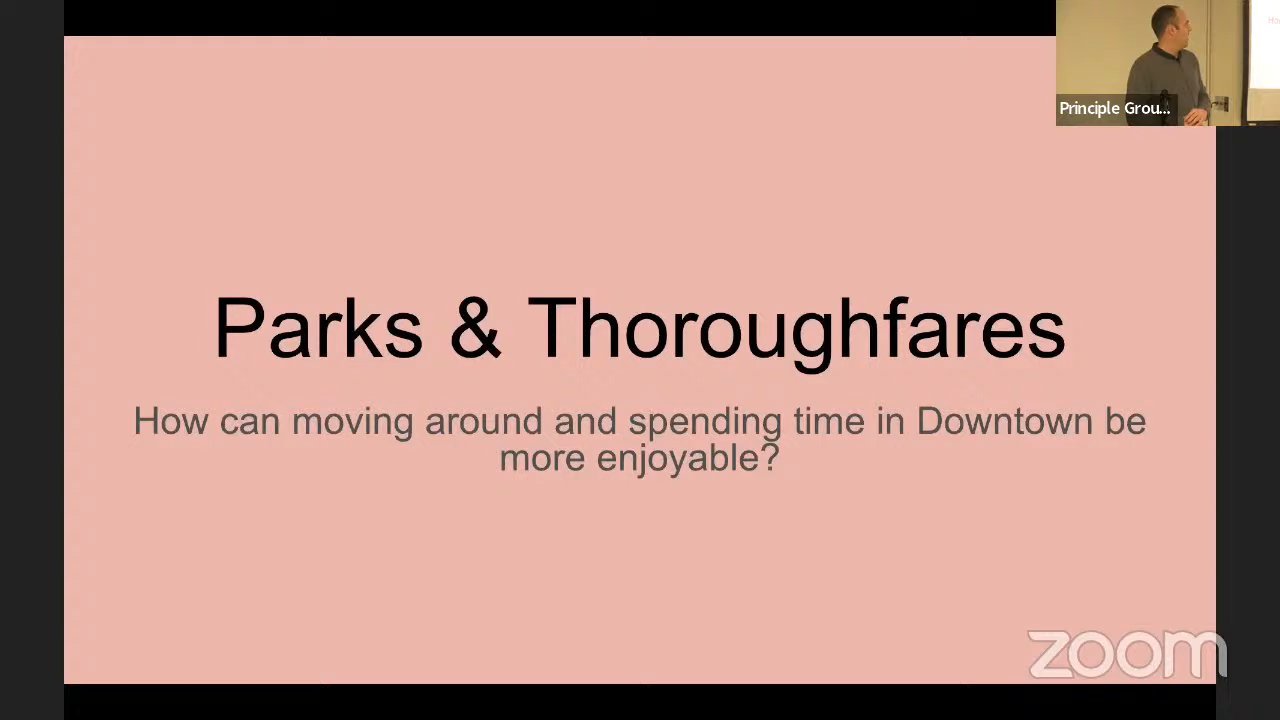 Principle Grou...
Parks & Thoroughfares
How can moving around and spending time in Downtown be
more enjoyable?
zoom